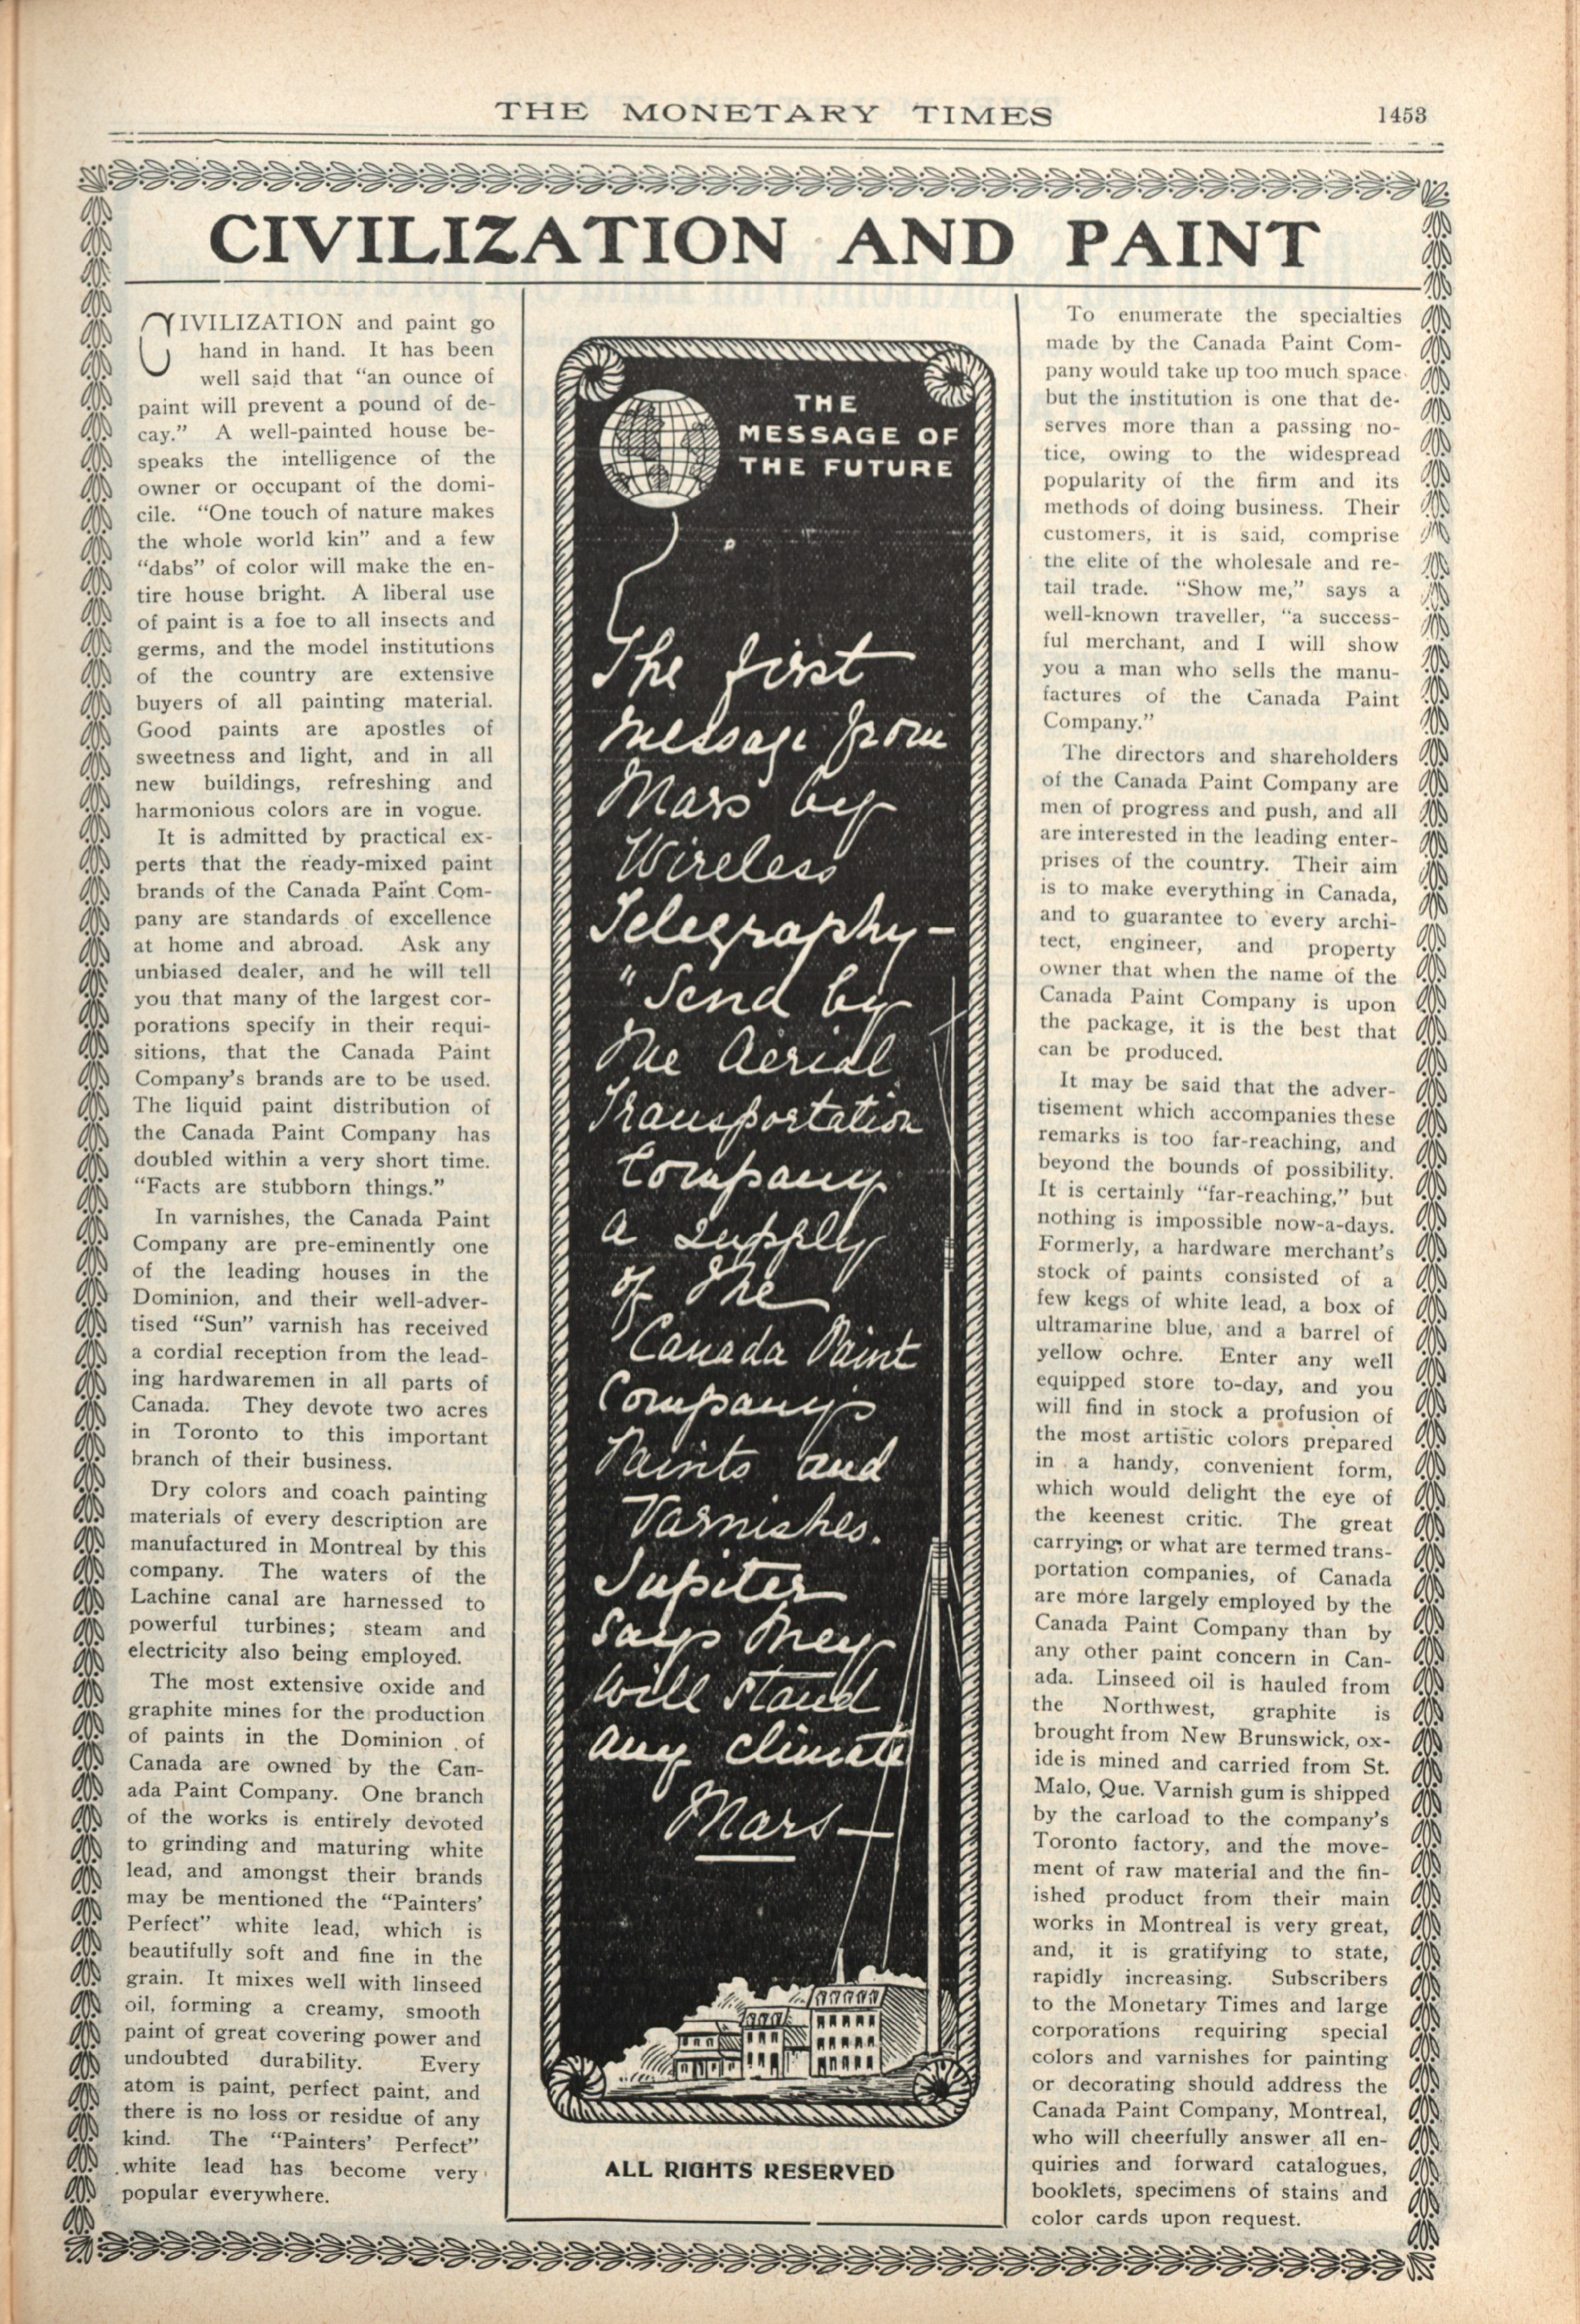 THE MONETARY TIMES
1453
CIVILIZATION AND PAINT
CIVILIZATION and paint go
hand in hand. It has been
well said that “an ounce of
paint will prevent a pound of de-
cay.” A well-painted house be-
speaks the intelligence of the
owner or occupant of the domi-
cile. “One touch of nature makes
the whole world kin” and a few
“dabs” of color will make the en-
tire house bright. A liberal use
of paint is a foe to all insects and
germs, and the model institutions
of the country are extensive
buyers of all painting material.
Good paints are apostles of
sweetness and light, and in all
new buildings, refreshing and
harmonious colors are in vogue.
It is admitted by practical ex-
perts that the ready-mixed paint
brands of the Canada Paint Com-
pany are standards of excellence
at home and abroad. Ask any
unbiased dealer, and he will tell
you that many of the largest cor-
porations specify in their requi-
sitions, that the Canada Paint
Company’s brands are to be used.
The liquid paint distribution of
the Canada Paint Company has
doubled within a very short time.
“Facts are stubborn things.”
In varnishes, the Canada Paint
Company are pre-eminently one
of the leading houses in the
Dominion, and their well-adver-
tised “Sun” varnish has received
a cordial reception from the lead-
ing hardwaremen in all parts of
Canada. They devote two acres
in Toronto to this important
branch of their business.
Dry colors and coach painting
materials of every description are
manufactured in Montreal by this
company. The waters of the
Lachine canal are harnessed to
powerful turbines; steam and
electricity also being employed.
The most extensive oxide and
graphite mines for the production
of paints in the Dominion of
Canada are owned by the Can-
ada Paint Company. One branch
of the works is entirely devoted
to grinding and maturing white
lead, and amongst their brands
may be mentioned the “Painters’
Perfect” white lead, which is
beautifully soft and fine in the
grain. It mixes well with linseed
oil, forming a creamy, smooth
paint of great covering power and
undoubted durability. Every
atom is paint, perfect paint, and
there is no loss or residue of any
kind. The “Painters’ Perfect”
white lead has become very
popular everywhere.
THE
MESSAGE OF
THE FUTURE
The first
message from
Mars by
Wireless
Telegraphy —
"Send by
The Aerial
Transportation
Company
a supply
of The
Canada Paint
Company's
Paints and
Varnishes.
Jupiter
says they
will stand
any climate
Mars —
ALL RIGHTS RESERVED
To enumerate the specialties
made by the Canada Paint Com-
pany would take up too much space
but the institution is one that de-
serves more than a passing no-
tice, owing to the widespread
popularity of the firm and its
methods of doing business. Their
customers, it is said, comprise
the elite of the wholesale and re-
tail trade. “Show me,” says a
well-known traveller, “a success-
ful merchant, and I will show
you a man who sells the manu-
factures of the Canada Paint
Company.”
The directors and shareholders
of the Canada Paint Company are
men of progress and push, and all
are interested in the leading enter-
prises of the country. Their aim
is to make everything in Canada,
and to guarantee to every archi-
tect, engineer, and property
owner that when the name of the
Canada Paint Company is upon
the package, it is the best that
can be produced.
It may be said that the adver-
tisement which accompanies these
remarks is too far-reaching, and
beyond the bounds of possibility.
It is certainly “far-reaching,” but
nothing is impossible now-a-days.
Formerly, a hardware merchant’s
stock of paints consisted of a
few kegs of white lead, a box of
ultramarine blue, and a barrel of
yellow ochre. Enter any well
equipped store to-day, and you
will find in stock a profusion of
the most artistic colors prepared
in a handy, convenient form,
which would delight the eye of
the keenest critic. The great
carrying, or what are termed trans-
portation companies, of Canada
are more largely employed by the
Canada Paint Company than by
any other paint concern in Can-
ada. Linseed oil is hauled from
the Northwest, graphite is
brought from New Brunswick, ox-
ide is mined and carried from St.
Malo, Que. Varnish gum is shipped
by the carload to the company’s
Toronto factory, and the move-
ment of raw material and the fin-
ished product from their main
works in Montreal is very great,
and, it is gratifying to state,
rapidly increasing. Subscribers
to the Monetary Times and large
corporations requiring special
colors and varnishes for painting
or decorating should address the
Canada Paint Company, Montreal,
who will cheerfully answer all en-
quiries and forward catalogues,
booklets, specimens of stains and
color cards upon request.